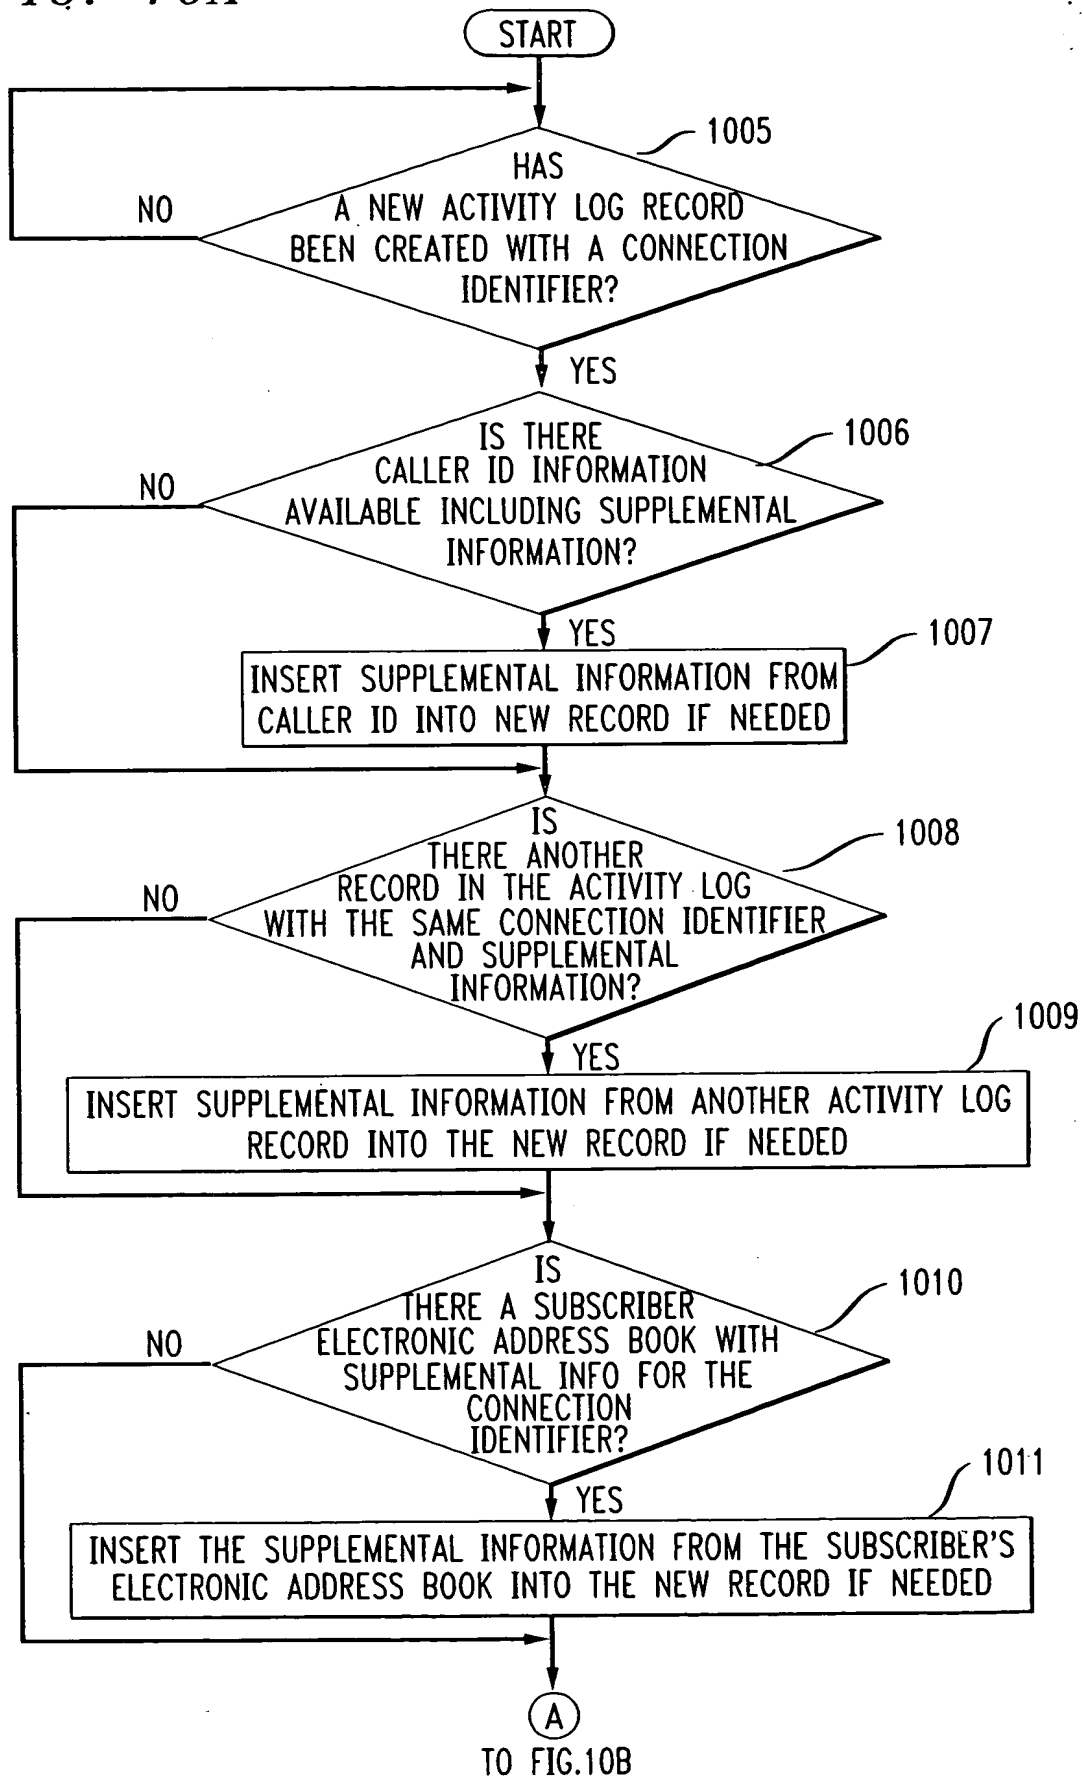 START
1005
HAS
A NEW ACTIVITY LOG RECORD
BEEN CREATED WITH A CONNECTION
IDENTIFIER?
NO
YES
1006
IS THERE
CALLER ID INFORMATION
AVAILABLE INCLUDING SUPPLEMENTAL
INFORMATION?
NO
YES
1007
INSERT SUPPLEMENTAL INFORMATION FROM
CALLER ID INTO NEW RECORD IF NEEDED
1008
IS
THERE ANOTHER
RECORD IN THE ACTIVITY LOG
WITH THE SAME CONNECTION IDENTIFIER
AND SUPPLEMENTAL
INFORMATION?
NO
YES
1009
INSERT SUPPLEMENTAL INFORMATION FROM ANOTHER ACTIVITY LOG
RECORD INTO THE NEW RECORD IF NEEDED
1010
IS
THERE A SUBSCRIBER
ELECTRONIC ADDRESS BOOK WITH
SUPPLEMENTAL INFO FOR THE
CONNECTION
IDENTIFIER?
NO
YES
1011
INSERT THE SUPPLEMENTAL INFORMATION FROM THE SUBSCRIBER'S
ELECTRONIC ADDRESS BOOK INTO THE NEW RECORD IF NEEDED
A
TO FIG.10B